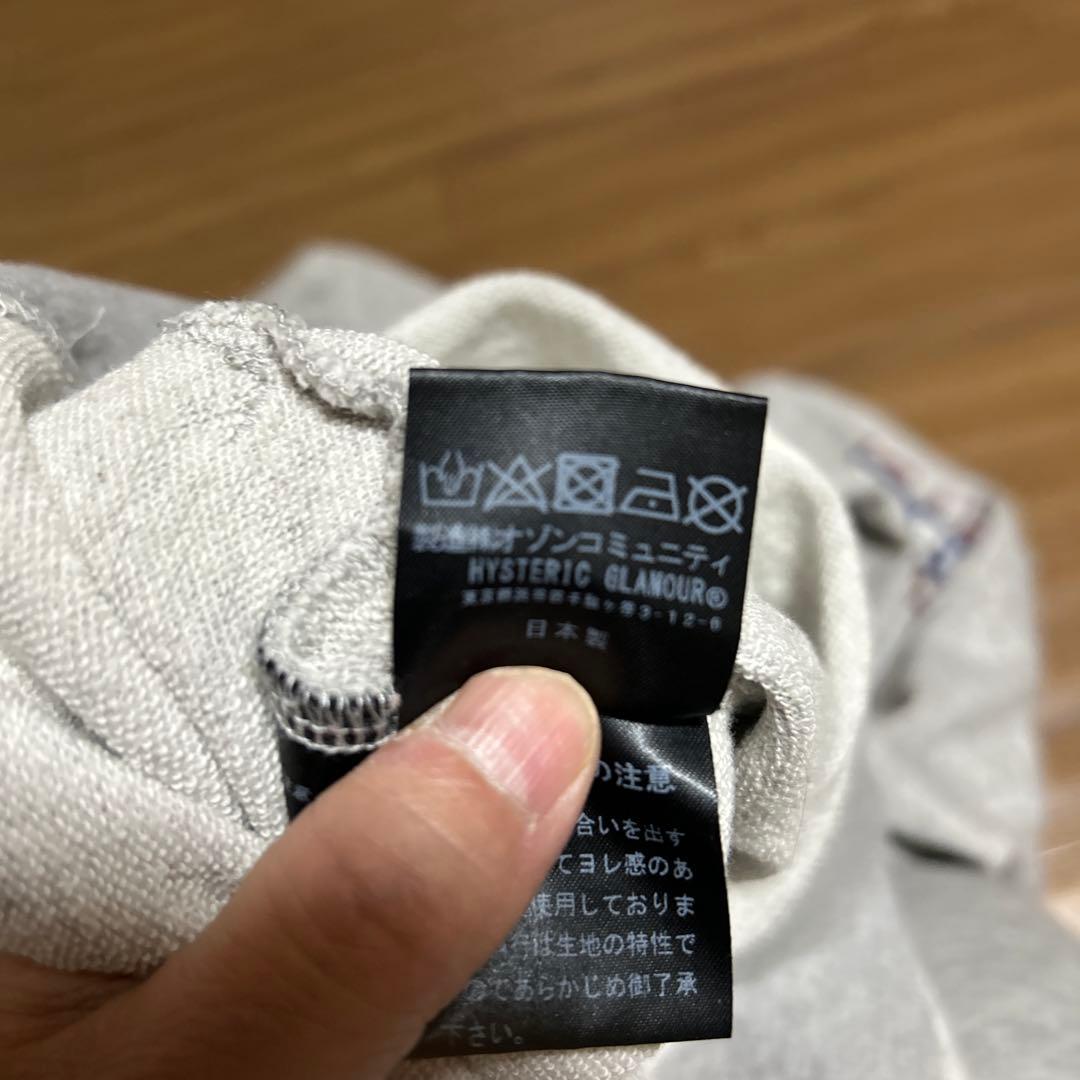 ㈱オゾンコミュニティ
HYSTERIC GLAMOUR®
東京都渋谷区千駄ヶ谷3-12-6
日本製
の注意
合いを出す
てヨレ感のあ
使用しておりま
は生地の特性で
であらかじめ御了承
下さい。